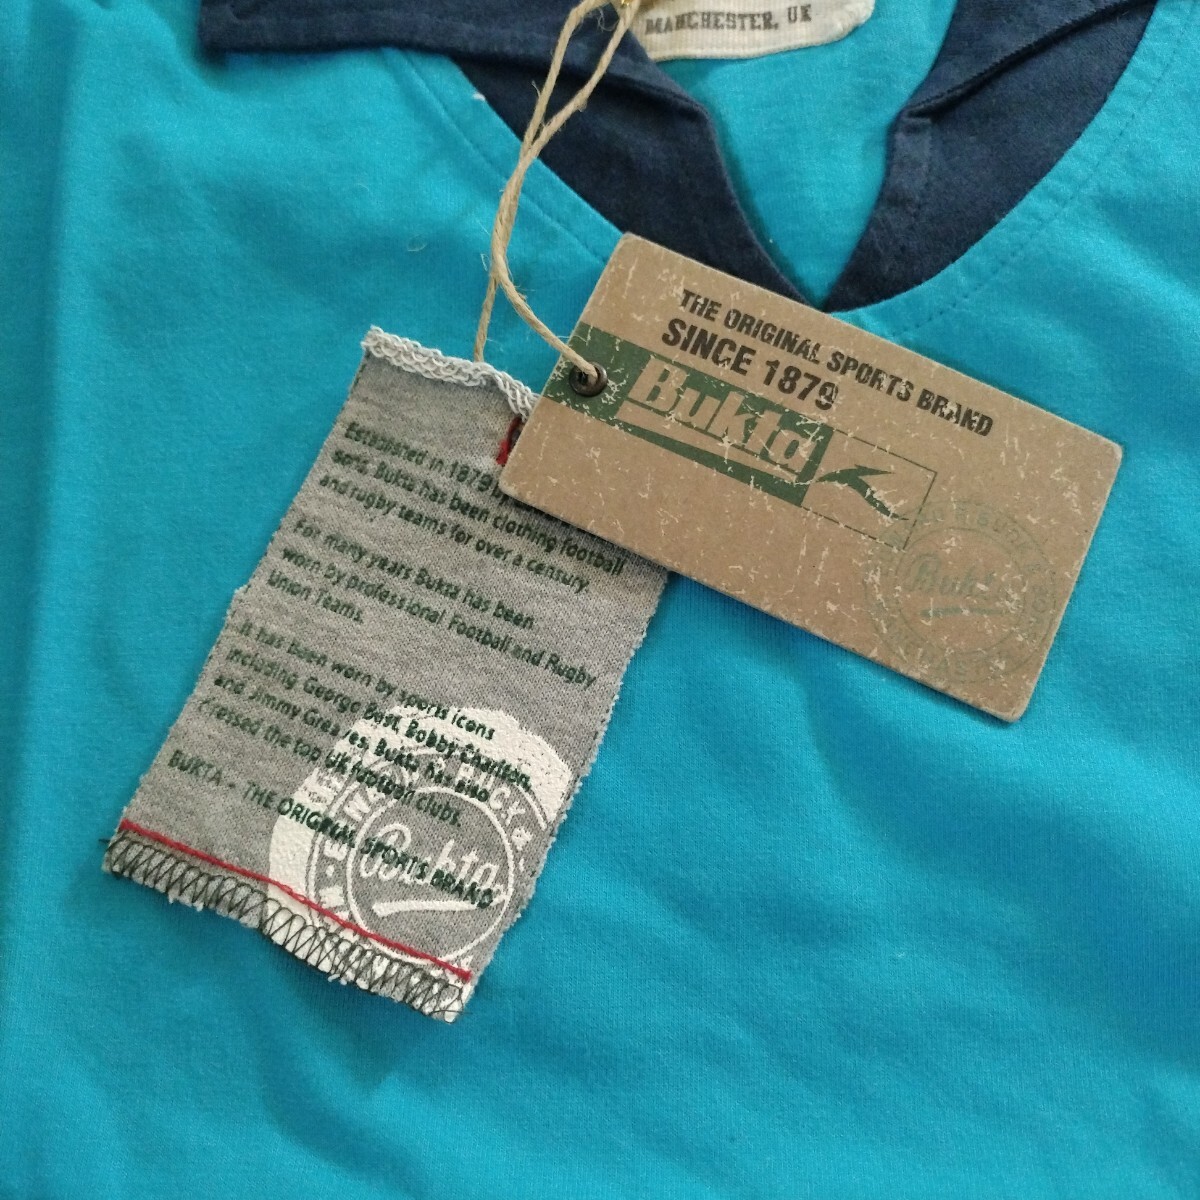 MANCHESTER, UK
THE ORIGINAL SPORTS BRAND
SINCE 1879
Bukta
Bukta
Established in 1879
sons, Bukta has been clothing football
and rugby teams for over a century.
For many years Bukta has been
worn by professional Football and Rugby
Union Teams.
It has been worn by sports icons
including George Best, Bobby Charlton,
and Jimmy Greaves, Bukta has also
dressed the top UK football clubs.
BUKTA - THE ORIGINAL SPORTS BRAND
Bukta